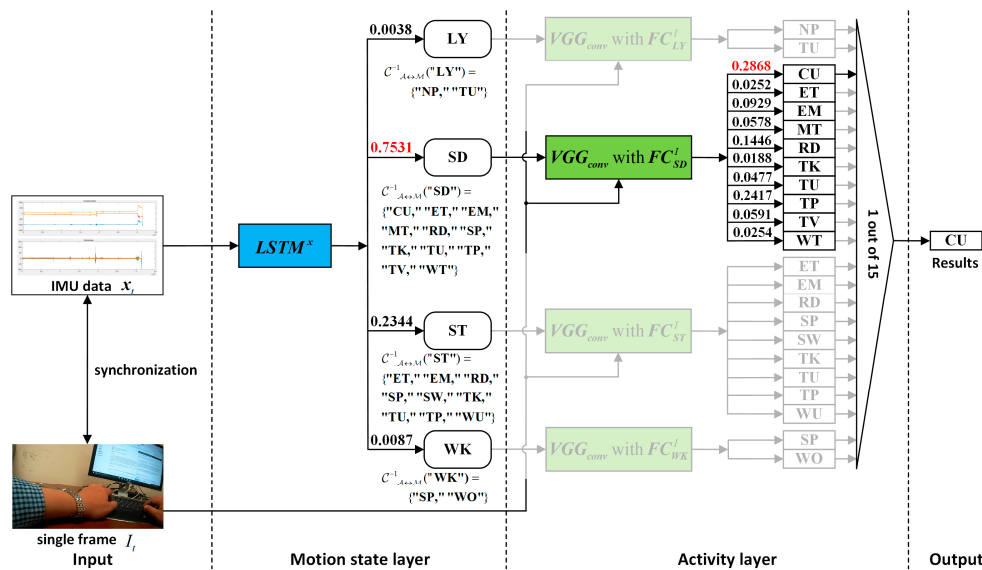 0.0038
LY
C⁻¹_A↔M("LY") =
{"NP," "TU"}
0.7531
SD
C⁻¹_A↔M("SD") =
{"CU," "ET," "EM,"
"MT," "RD," "SP,"
"TK," "TU," "TP,"
"TV," "WT"}
0.2344
ST
C⁻¹_A↔M("ST") =
{"ET," "EM," "RD,"
"SP," "SW," "TK,"
"TU," "TP," "WU"}
0.0087
WK
C⁻¹_A↔M("WK") =
{"SP," "WO"}
IMU data x_t
synchronization
single frame I_t
LSTM^x
VGG_conv with FC^I_LY
VGG_conv with FC^I_SD
VGG_conv with FC^I_ST
VGG_conv with FC^I_WK
NP
TU
0.2868 CU
0.0252 ET
0.0929 EM
0.0578 MT
0.1446 RD
0.0188 TK
0.0477 TU
0.2417 TP
0.0591 TV
0.0254 WT
ET
EM
RD
SP
SW
TK
TU
TP
WU
SP
WO
1 out of 15
CU
Results
Input
Motion state layer
Activity layer
Output